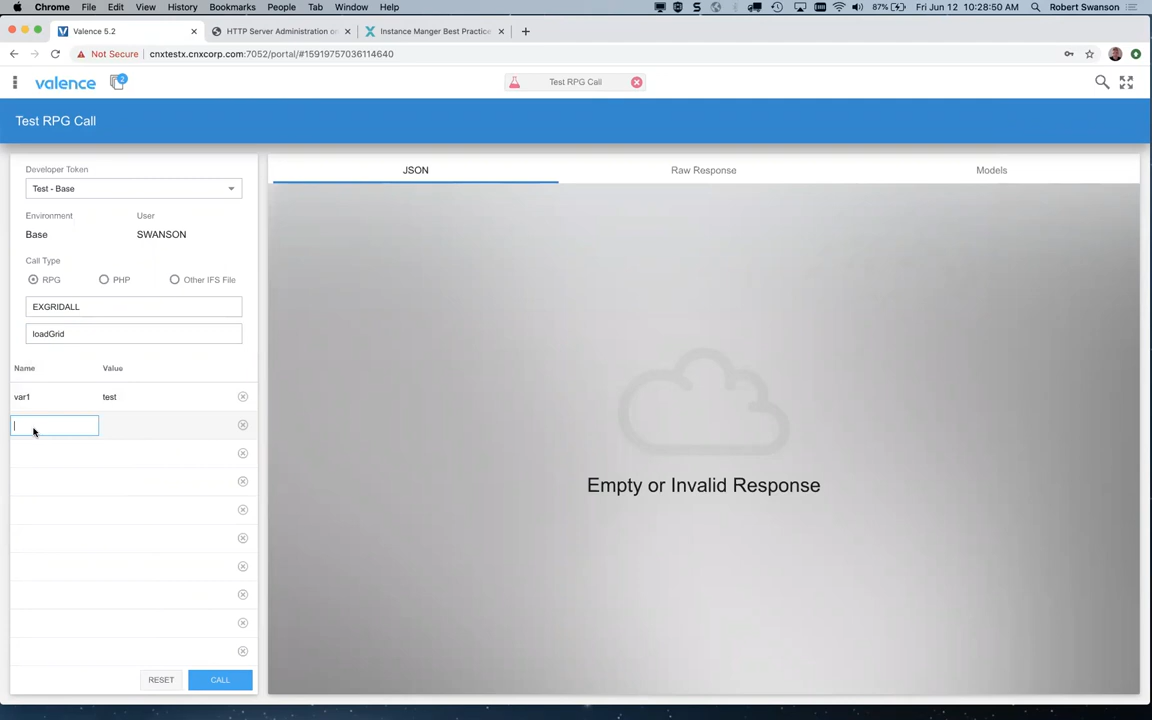 Chrome File Edit View History Bookmarks People Tab Window Help 87% Fri Jun 12 10:28:50 AM Robert Swanson
Valence 5.2 HTTP Server Administration on Instance Manger Best Practice
Not Secure cnxtestx.cnxcorp.com:7052/portal/#15919757036114640
valence 2 Test RPG Call
Test RPG Call
Developer Token
Test - Base
Environment User
Base SWANSON
Call Type
RPG PHP Other IFS File
EXGRIDALL
loadGrid
Name Value
var1 test
RESET CALL
JSON Raw Response Models
Empty or Invalid Response